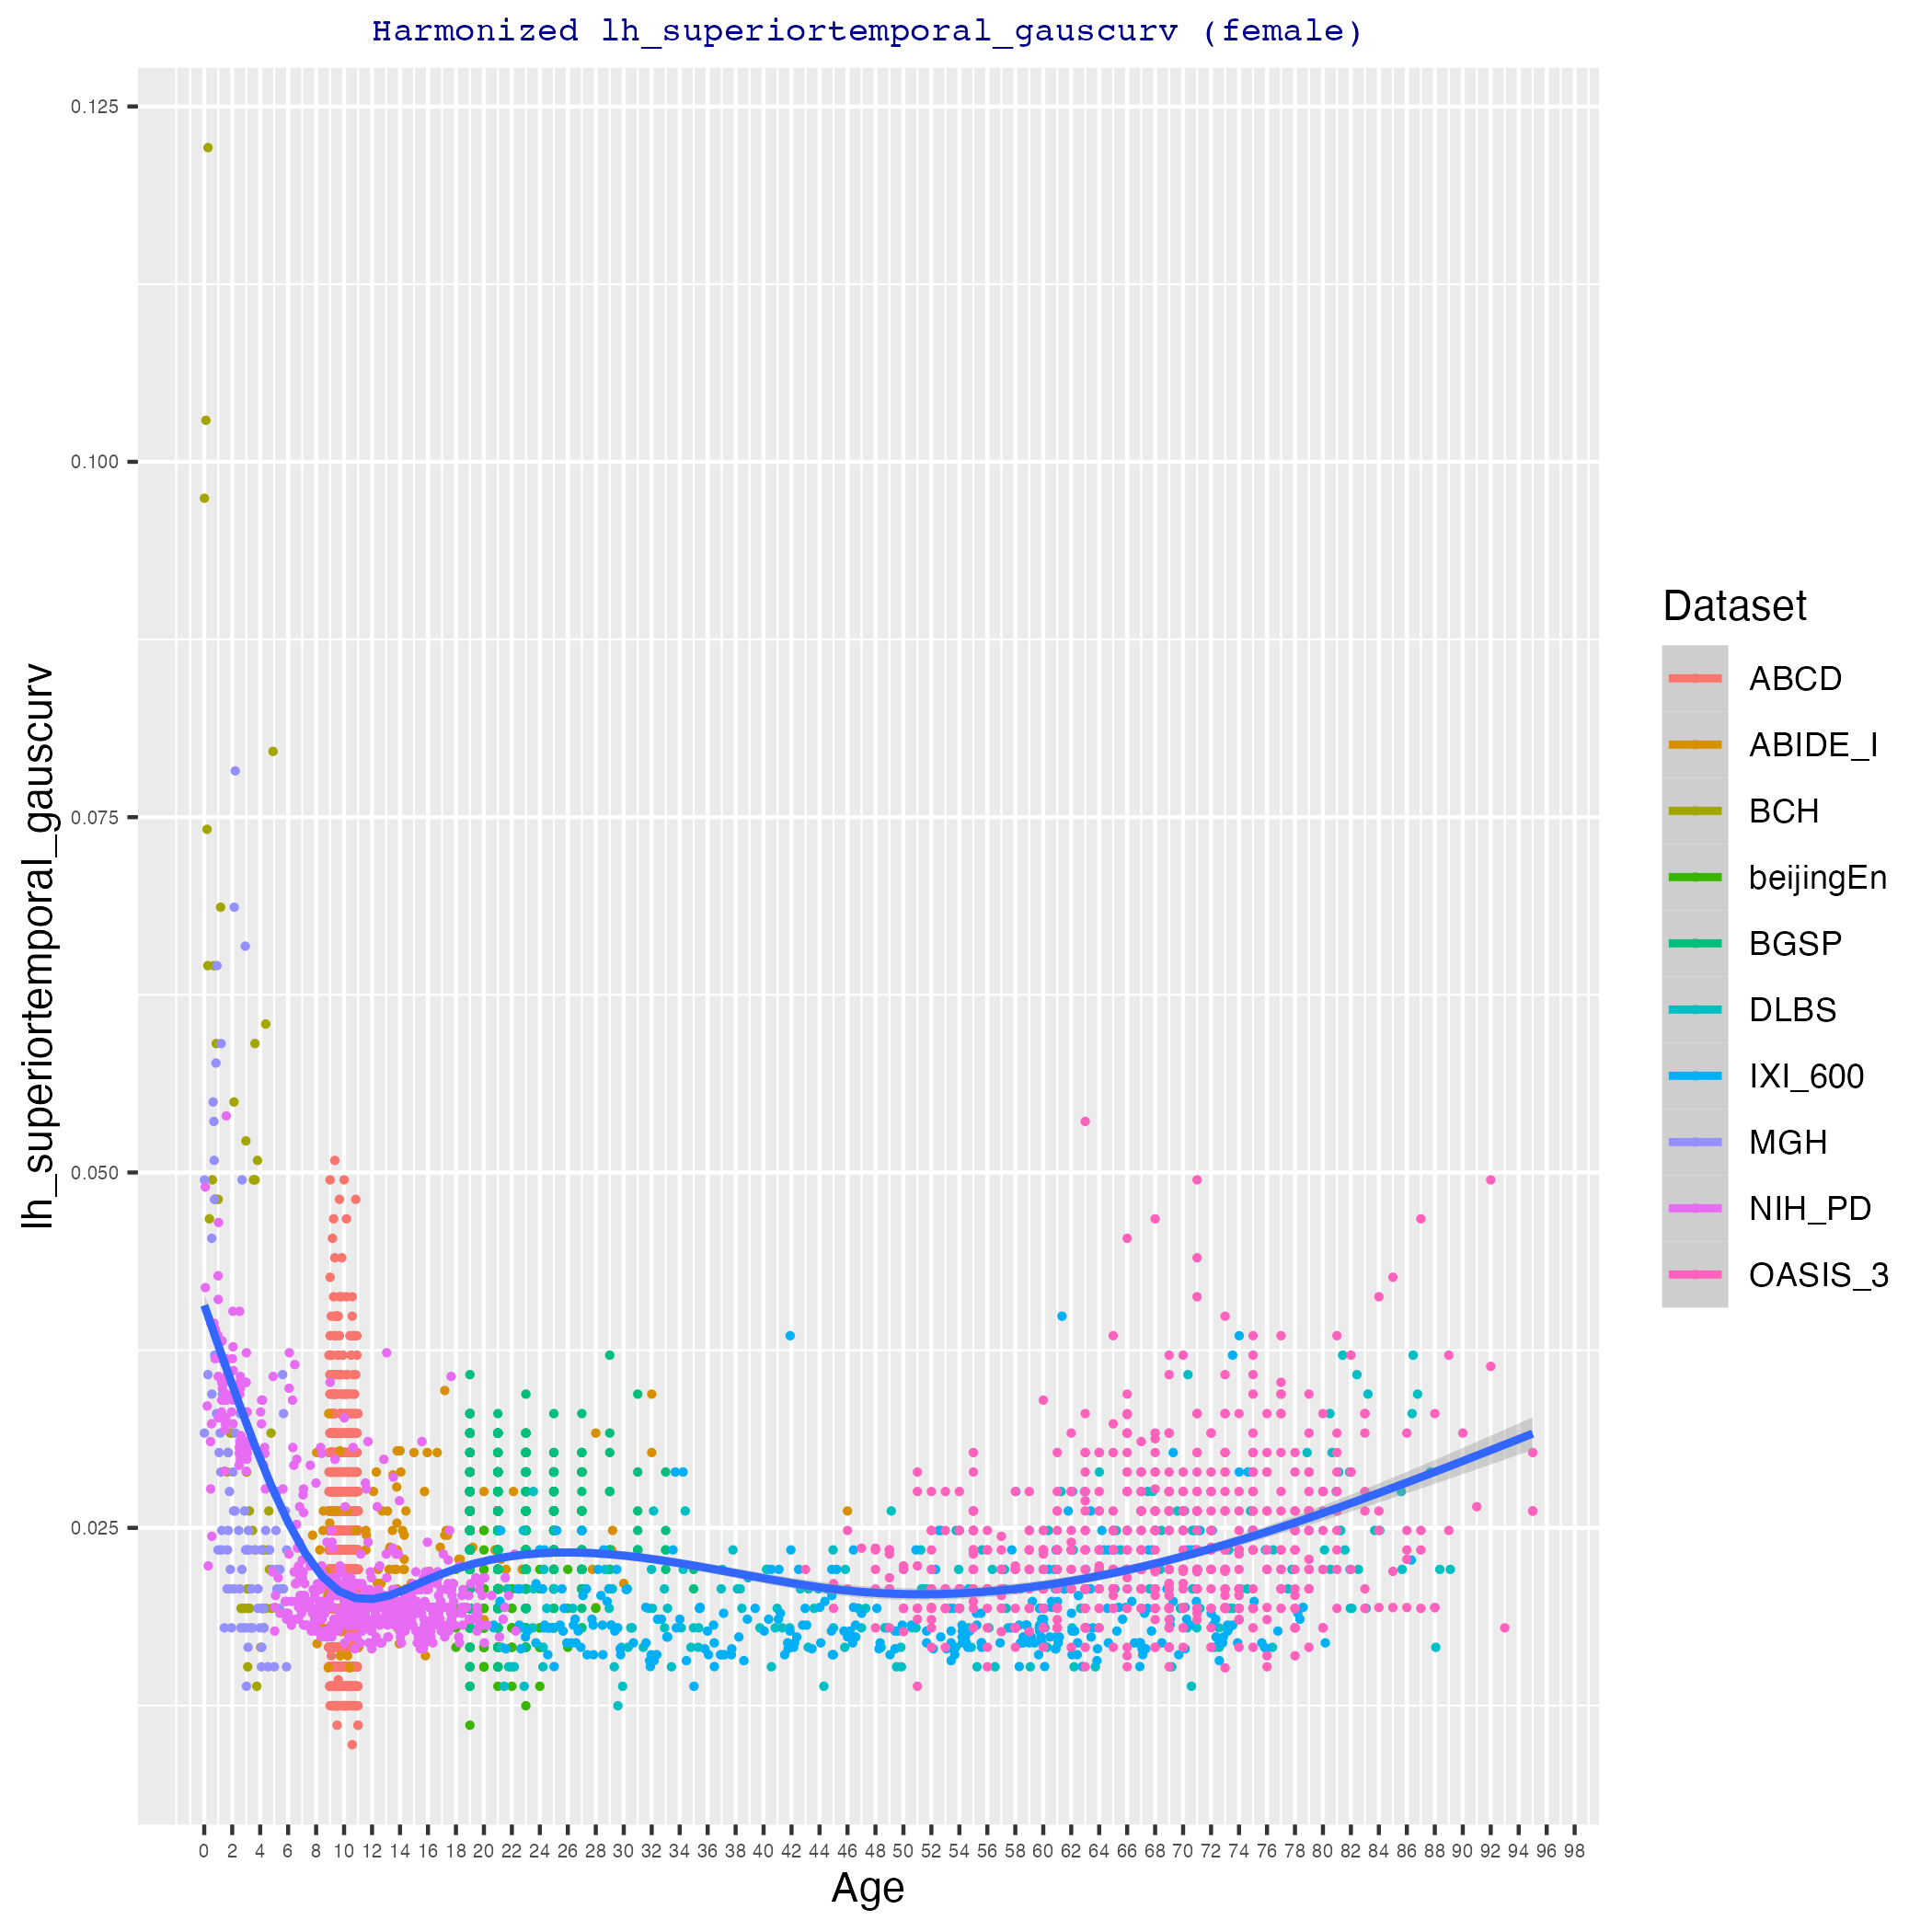 Harmonized lh_superiortemporal_gauscurv (female)
0.125
0.100
0.075
0.050
0.025
lh_superiortemporal_gauscurv
0 2 4 6 8 10 12 14 16 18 20 22 24 26 28 30 32 34 36 38 40 42 44 46 48 50 52 54 56 58 60 62 64 66 68 70 72 74 76 78 80 82 84 86 88 90 92 94 96 98
Age
Dataset
ABCD
ABIDE_I
BCH
beijingEn
BGSP
DLBS
IXI_600
MGH
NIH_PD
OASIS_3